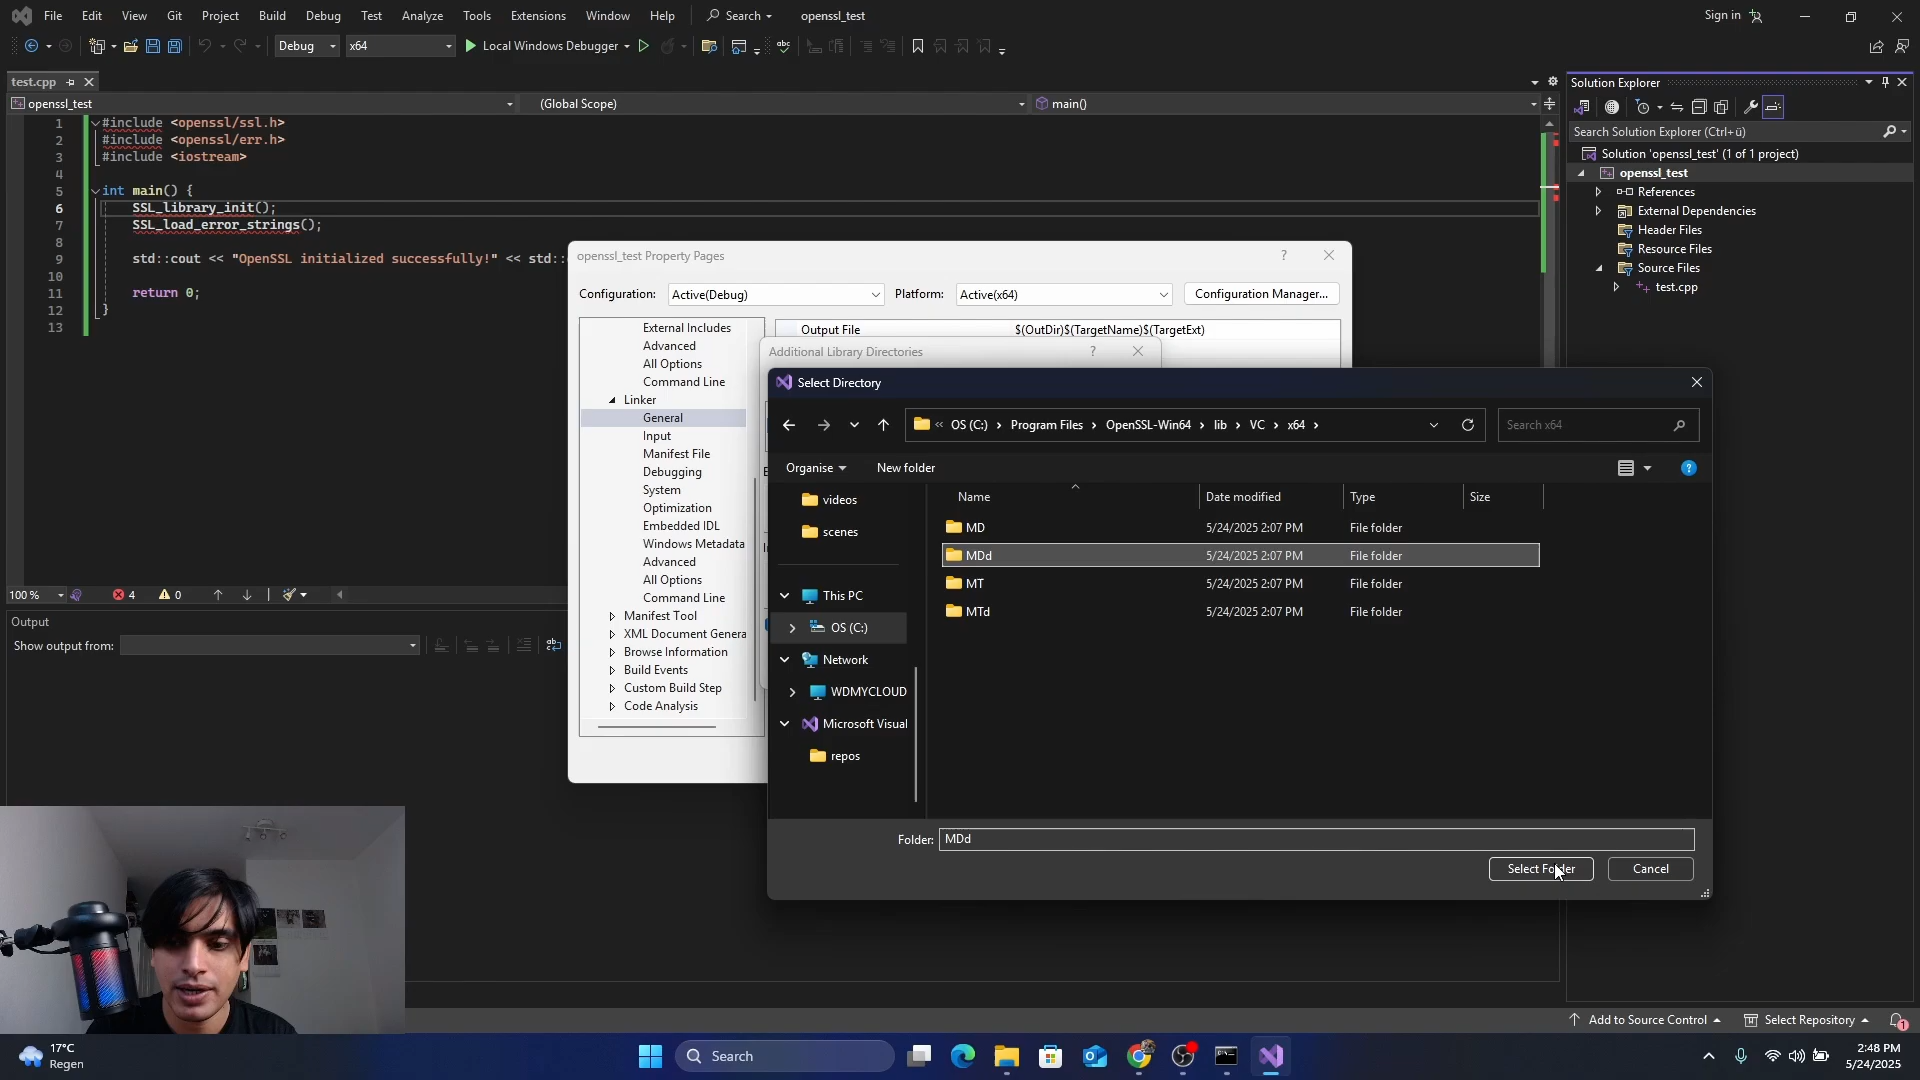 File Edit View Git Project Build Debug Test Analyze Tools Extensions Window Help Search openssl_test Sign in
Debug x64 Local Windows Debugger
test.cpp
openssl_test (Global Scope) main()
1 #include <openssl/ssl.h>
2 #include <openssl/err.h>
3 #include <iostream>
4
5 int main() {
6 SSL_library_init();
7 SSL_load_error_strings();
8
9 std::cout << "OpenSSL initialized successfully!" << std::
10
11 return 0;
12 }
13
100 % 4 0
Output
Show output from:
Solution Explorer
Search Solution Explorer (Ctrl+ü)
Solution 'openssl_test' (1 of 1 project)
openssl_test
References
External Dependencies
Header Files
Resource Files
Source Files
test.cpp
openssl_test Property Pages
Configuration: Active(Debug) Platform: Active(x64) Configuration Manager...
External Includes
Advanced
All Options
Command Line
Linker
General
Input
Manifest File
Debugging
System
Optimization
Embedded IDL
Windows Metadata
Advanced
All Options
Command Line
Manifest Tool
XML Document Genera
Browse Information
Build Events
Custom Build Step
Code Analysis
Output File $(OutDir)$(TargetName)$(TargetExt)
Additional Library Directories
Select Directory
« OS (C:) › Program Files › OpenSSL-Win64 › lib › VC › x64 › Search x64
Organise New folder
videos
scenes
This PC
OS (C:)
Network
WDMYCLOUD
Microsoft Visual
repos
Name Date modified Type Size
MD 5/24/2025 2:07 PM File folder
MDd 5/24/2025 2:07 PM File folder
MT 5/24/2025 2:07 PM File folder
MTd 5/24/2025 2:07 PM File folder
Folder: MDd
Select Folder Cancel
Add to Source Control Select Repository 1
17°C
Regen
Search
2:48 PM
5/24/2025